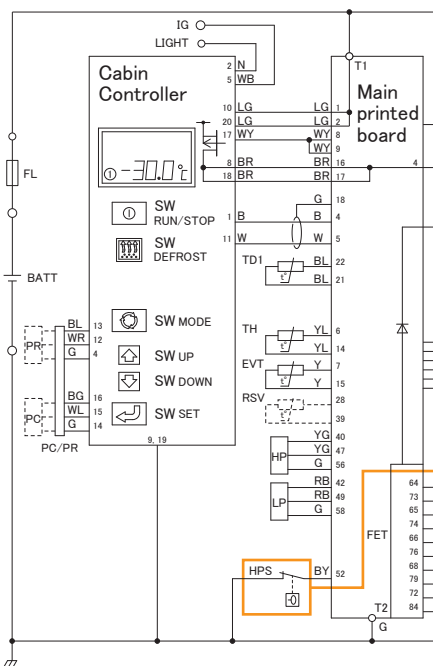 IG
LIGHT
2 N
5 WB
T1
Cabin
Controller
Main
printed
board
10 LG LG 1
20 LG LG 2
17 WY WY 8
WY 9
-30.0°c
8 BR BR 16
4
18 BR BR 17
FL
G 18
SW
RUN/STOP
1 B B 4
SW
DEFROST
11 W W 5
TD1
t°
BL 22
BL 21
BATT
SW MODE
BL 13
WR 12
PR
G 4
TH
t°
YL 6
YL 14
SW UP
EVT
t°
Y 7
Y 15
SW DOWN
RSV
t°
28
39
BG 16
PC
WL 15
G 14
SW SET
PC/PR
9, 19
HP
YG 40
YG 47
G 56
LP
RB 42
RB 49
G 58
64
73
65
74
FET
66
76
68
79
72
84
HPS
BY 52
T2
G